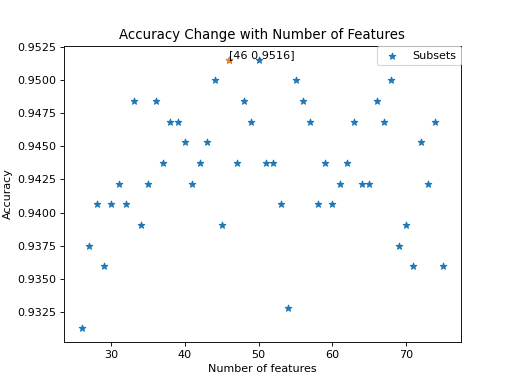 Accuracy Change with Number of Features
[46 0.9516]
Subsets
0.9525
0.9500
0.9475
0.9450
0.9425
0.9400
0.9375
0.9350
0.9325
Accuracy
30 40 50 60 70
Number of features